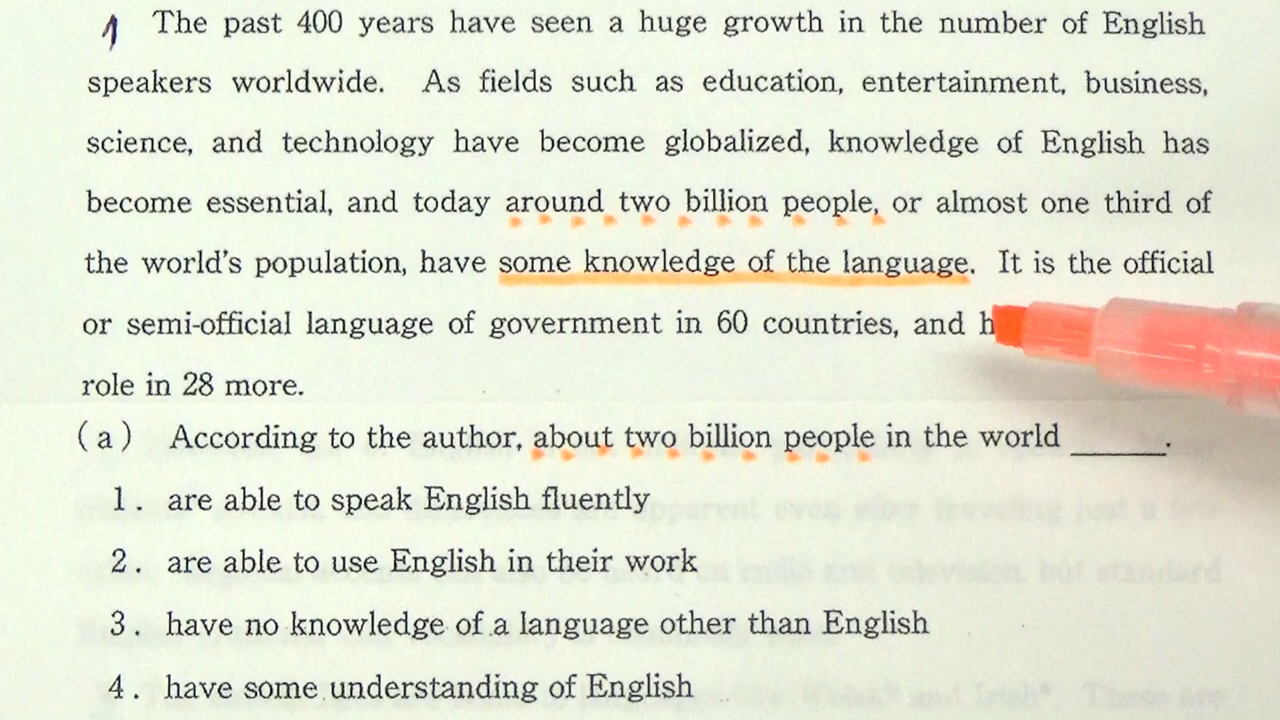 1 The past 400 years have seen a huge growth in the number of English
speakers worldwide. As fields such as education, entertainment, business,
science, and technology have become globalized, knowledge of English has
become essential, and today around two billion people, or almost one third of
the world's population, have some knowledge of the language. It is the official
or semi-official language of government in 60 countries, and
role in 28 more.
(a) According to the author, about two billion people in the world ______.
1. are able to speak English fluently
2. are able to use English in their work
3. have no knowledge of a language other than English
4. have some understanding of English